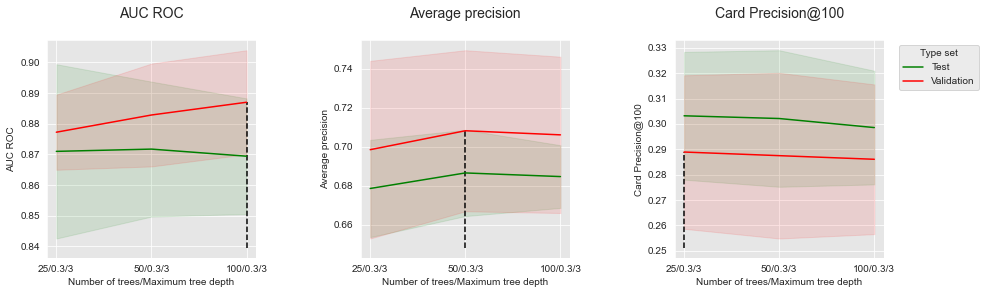 AUC ROC
Average precision
Card Precision@100
AUC ROC
0.90
0.89
0.88
0.87
0.86
0.85
0.84
25/0.3/3
50/0.3/3
100/0.3/3
Number of trees/Maximum tree depth
Average precision
0.74
0.72
0.70
0.68
0.66
25/0.3/3
50/0.3/3
100/0.3/3
Number of trees/Maximum tree depth
Card Precision@100
0.33
0.32
0.31
0.30
0.29
0.28
0.27
0.26
0.25
25/0.3/3
50/0.3/3
100/0.3/3
Number of trees/Maximum tree depth
Type set
Test
Validation